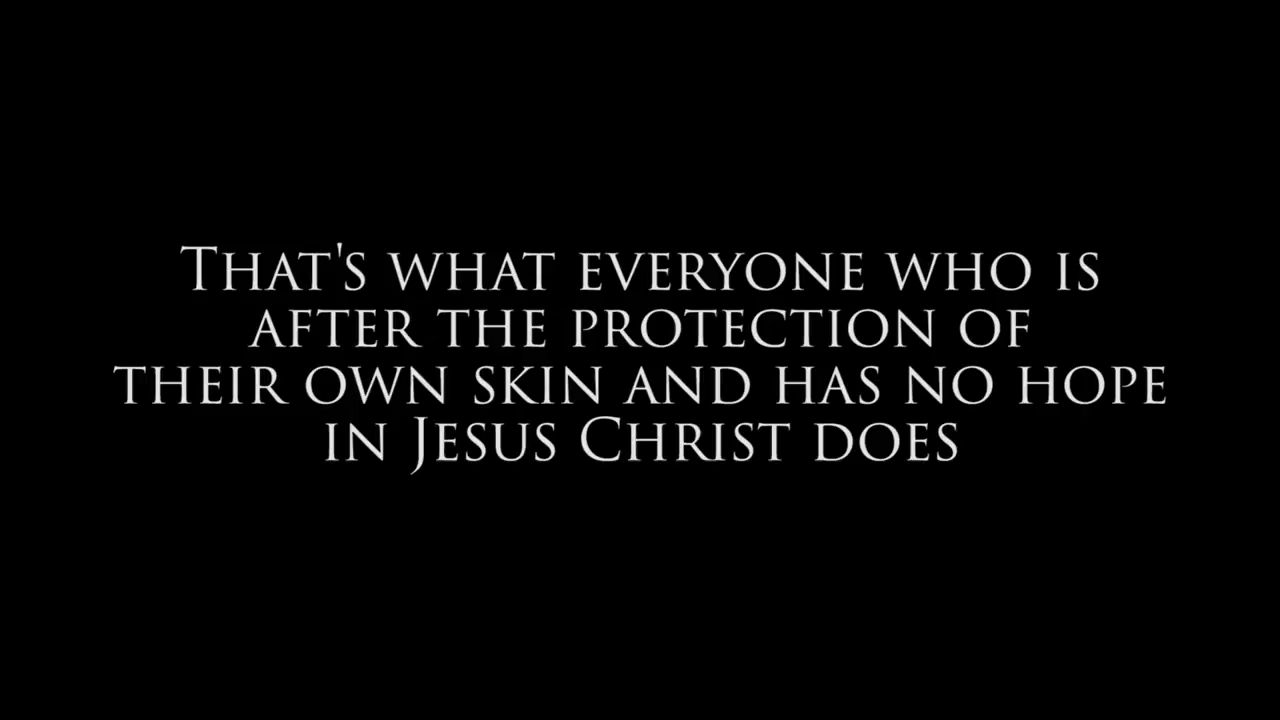 That's what everyone who is
after the protection of
their own skin and has no hope
in Jesus Christ does